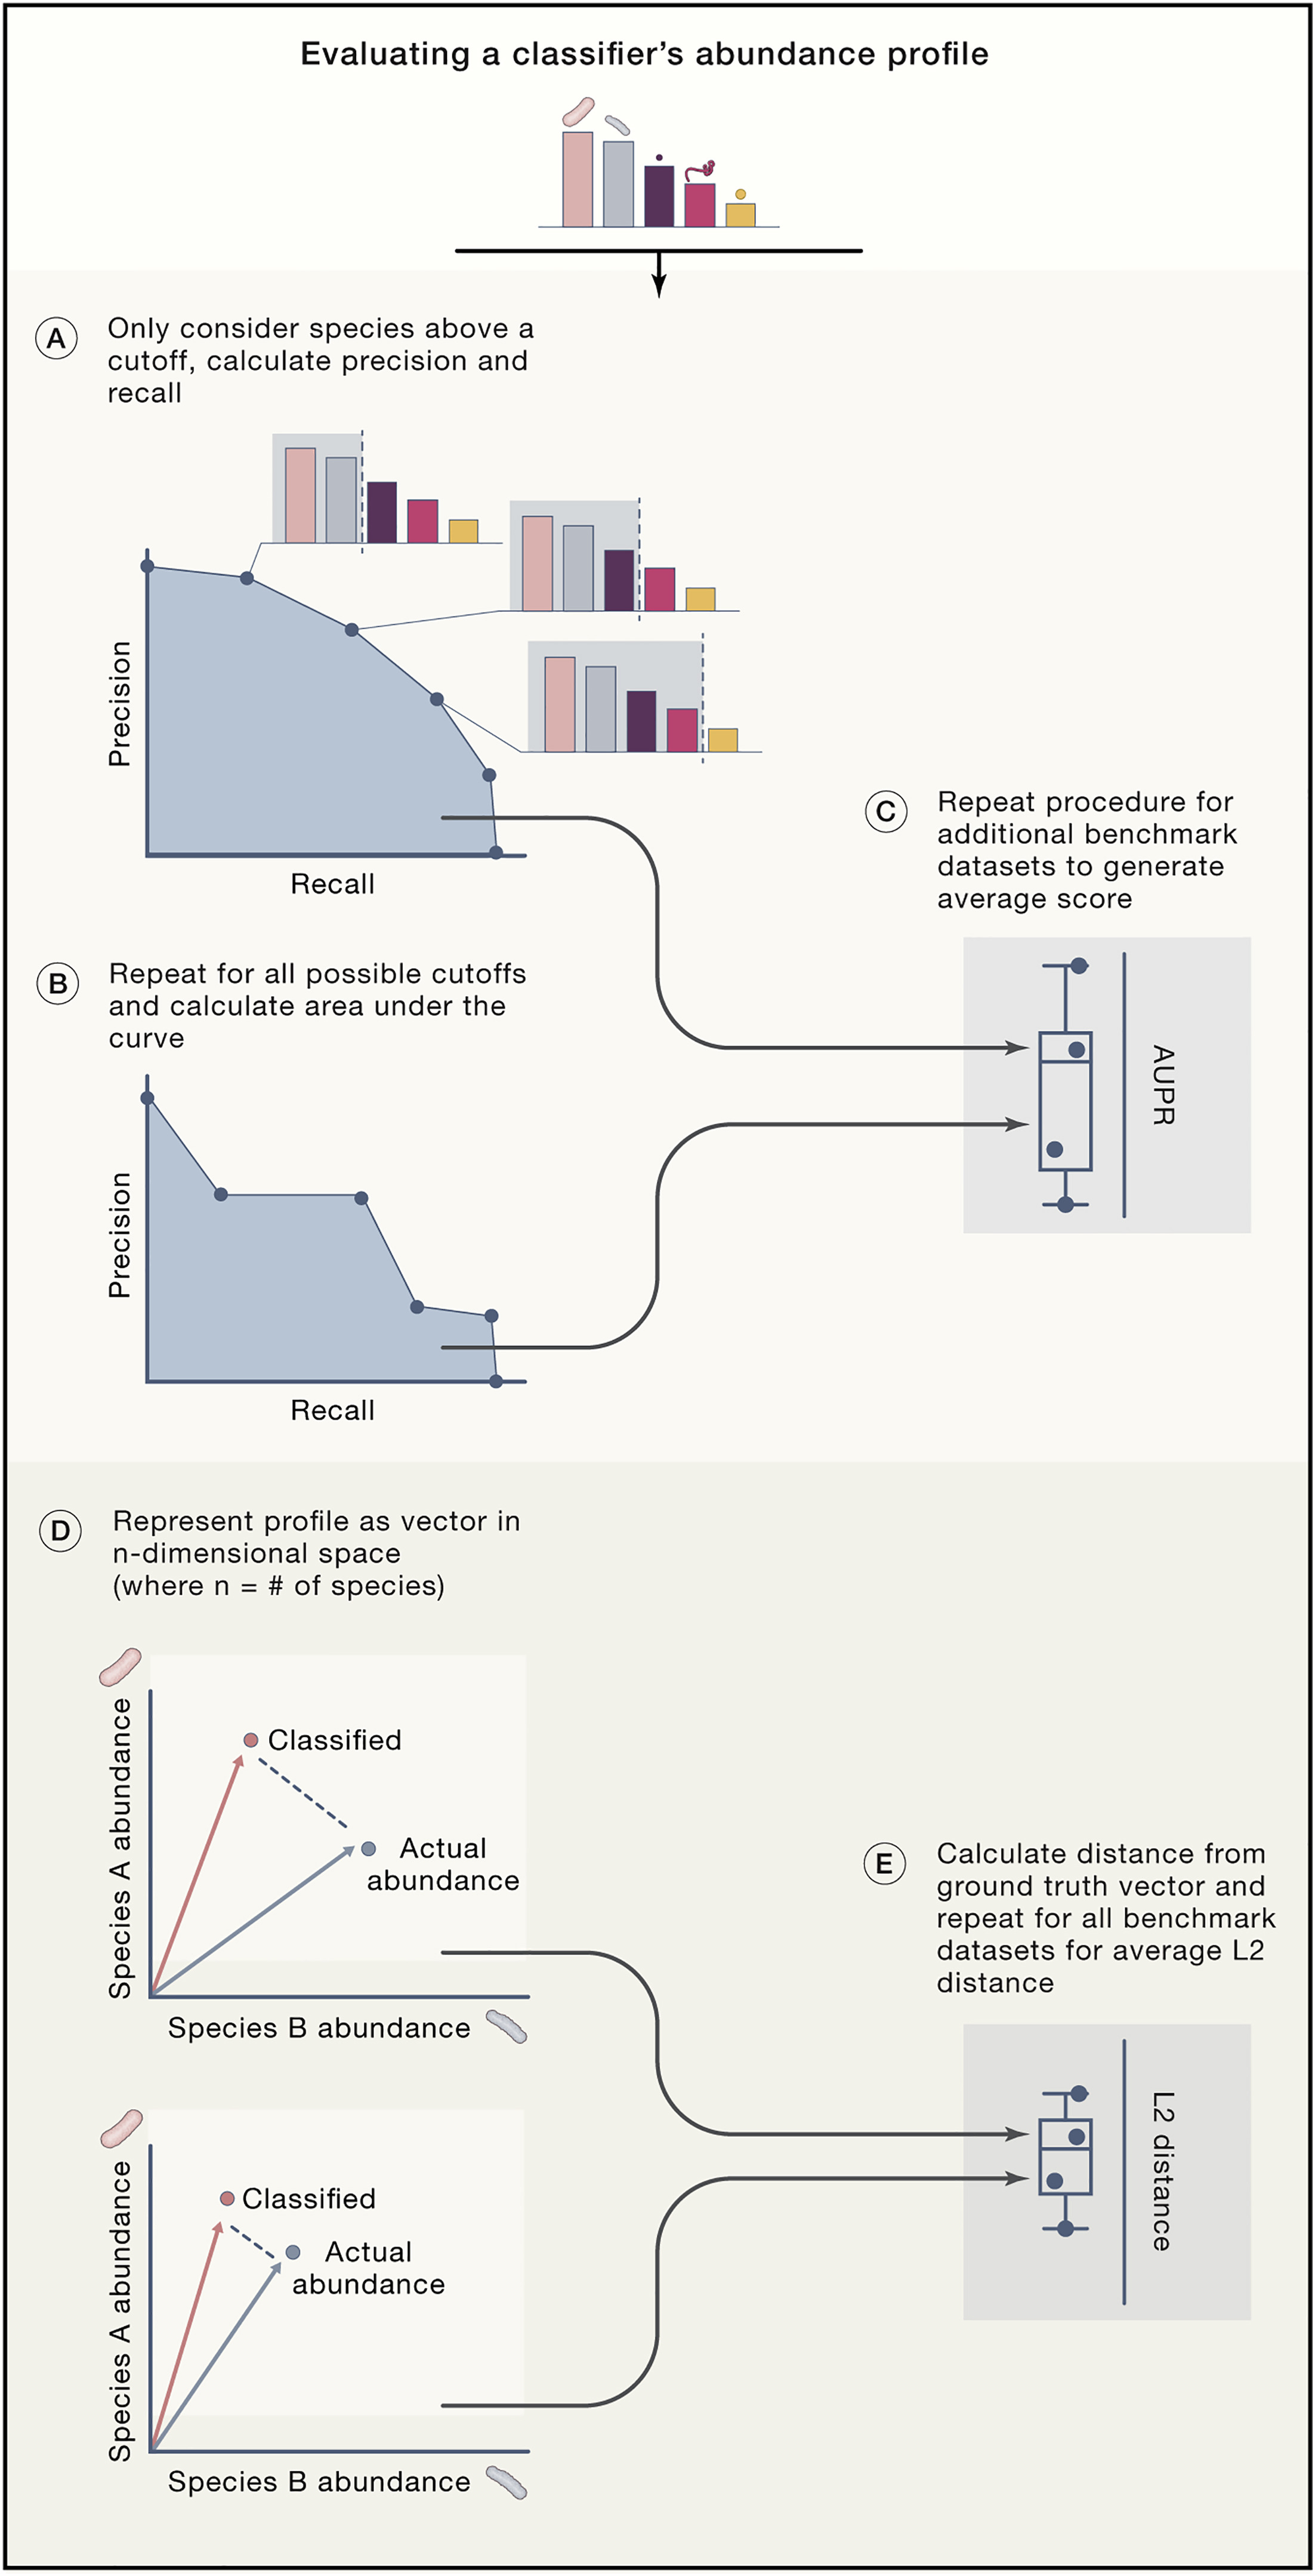 Evaluating a classifier’s abundance profile
A
Only consider species above a
cutoff, calculate precision and
recall
Precision
Recall
B
Repeat for all possible cutoffs
and calculate area under the
curve
Precision
Recall
C
Repeat procedure for
additional benchmark
datasets to generate
average score
AUPR
D
Represent profile as vector in
n-dimensional space
(where n = # of species)
Species A abundance
Classified
Actual
abundance
Species B abundance
Species A abundance
Classified
Actual
abundance
Species B abundance
E
Calculate distance from
ground truth vector and
repeat for all benchmark
datasets for average L2
distance
L2 distance